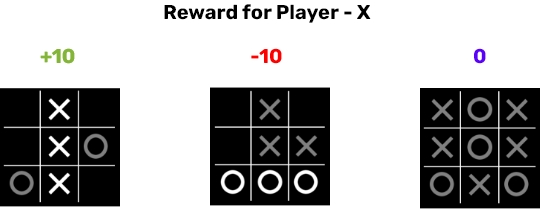 Reward for Player - X
+10 -10 0
X X X O X
X O X X X O X
O X O O O O X O